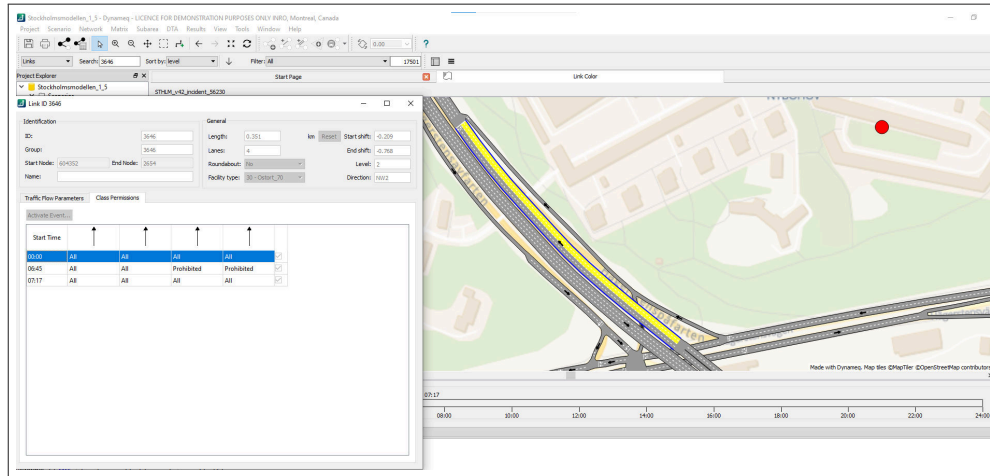 Stockholmsmodellen_1_5 - Dynameq - LICENCE FOR DEMONSTRATION PURPOSES ONLY INRO, Montreal, Canada
Project Scenario Network Matrix Subarea DTA Results View Tools Window Help
0.00
Links Search: 3646 Sort by: level Filter: All 17501
Project Explorer Start Page Link Color
Stockholmsmodellen_1_5
STHLM_v42_incident_56230
Link ID 3646
Identification General
ID: 3646 Length: 0.351 km Reset Start shift: -0.209
Group: 3646 Lanes: 4 End shift: -0.768
Start Node: 604352 End Node: 2654 Roundabout: No Level: 2
Name: Facility type: 30 - Ostart_70 Direction: NW2
Traffic Flow Parameters Class Permissions
Activate Event...
Start Time
00:00 All All All All
06:45 All All Prohibited Prohibited
07:17 All All All All
Made with Dynameq. Map tiles ©MapTiler ©OpenStreetMap contributors
07:17
08:00 10:00 12:00 14:00 16:00 18:00 20:00 22:00 24:00